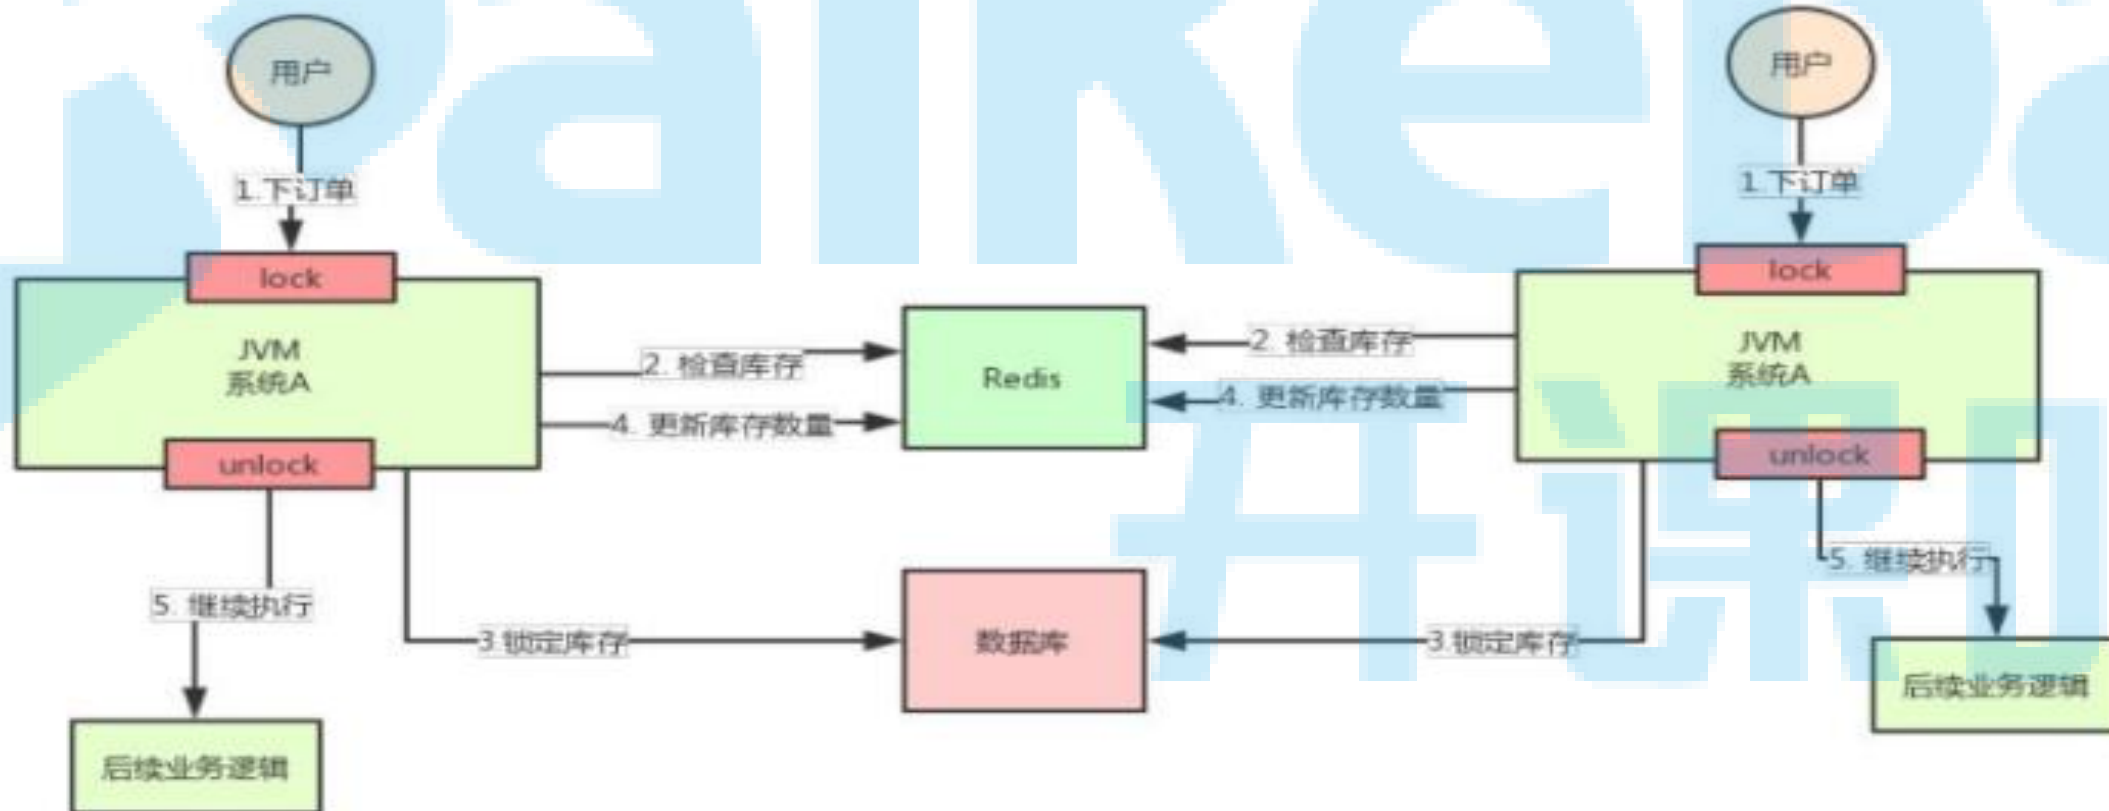 用户
用户
1.下订单
1.下订单
lock
lock
JVM
系统A
2. 检查库存
Redis
2. 检查库存
JVM
系统A
4. 更新库存数量
4. 更新库存数量
unlock
unlock
5. 继续执行
5. 继续执行
3.锁定库存
数据库
3.锁定库存
后续业务逻辑
后续业务逻辑